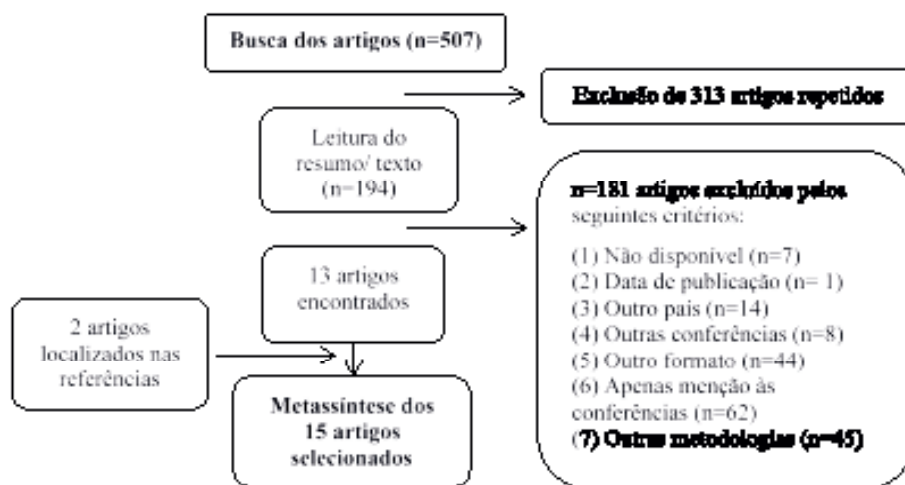 Busca dos artigos (n=507)
Exclusão de 313 artigos repetidos
Leitura do
resumo/ texto
(n=194)
n=181 artigos excluídos pelos
seguintes critérios:
(1) Não disponível (n=7)
(2) Data de publicação (n= 1)
(3) Outro país (n=14)
(4) Outras conferências (n=8)
(5) Outro formato (n=44)
(6) Apenas menção às
conferências (n=62)
(7) Outras metodologias (n=45)
13 artigos
encontrados
2 artigos
localizados nas
referências
Metassíntese dos
15 artigos
selecionados